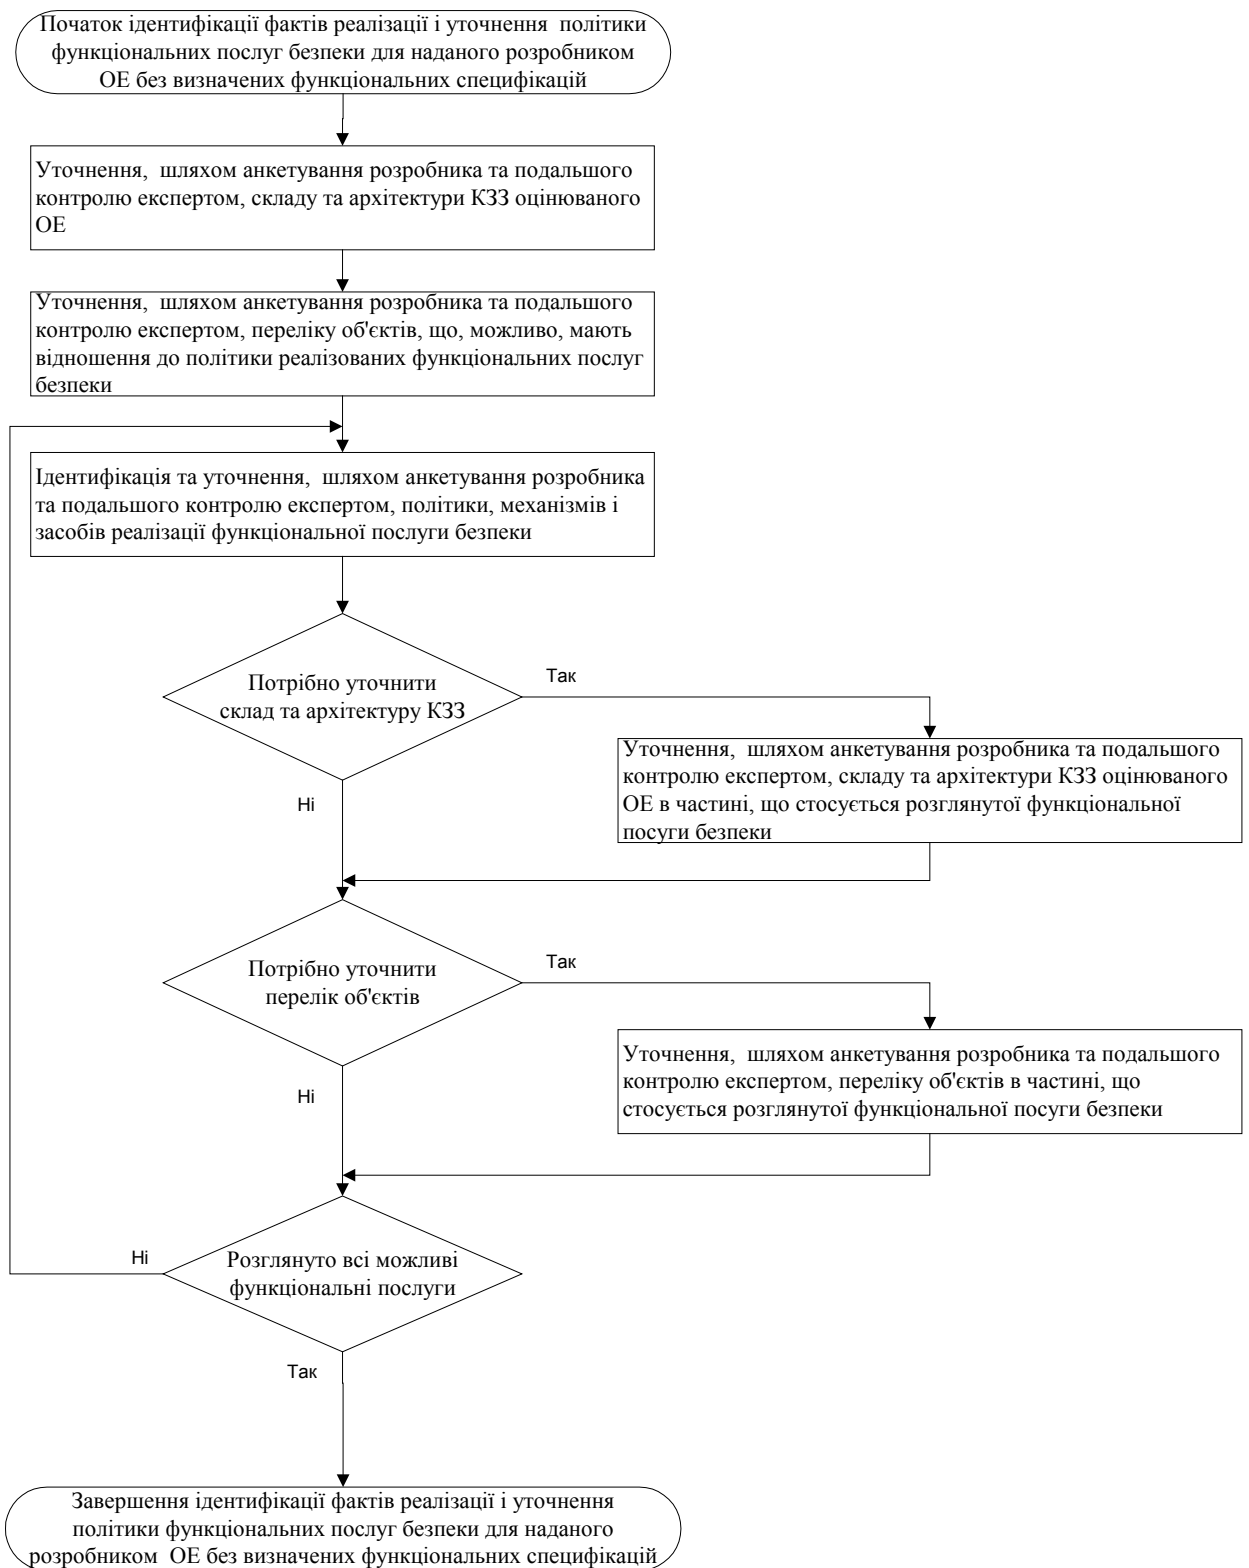 Початок ідентифікації фактів реалізації і уточнення політики
функціональних послуг безпеки для наданого розробником
ОЕ без визначених функціональних специфікацій
Уточнення, шляхом анкетування розробника та подальшого
контролю експертом, складу та архітектури КЗЗ оцінюваного
ОЕ
Уточнення, шляхом анкетування розробника та подальшого
контролю експертом, переліку об'єктів, що, можливо, мають
відношення до політики реалізованих функціональних послуг
безпеки
Ідентифікація та уточнення, шляхом анкетування розробника
та подальшого контролю експертом, політики, механізмів і
засобів реалізації функціональної послуги безпеки
Потрібно уточнити
склад та архітектуру КЗЗ
Так
Ні
Уточнення, шляхом анкетування розробника та подальшого
контролю експертом, складу та архітектури КЗЗ оцінюваного
ОЕ в частині, що стосується розглянутої функціональної
посуги безпеки
Потрібно уточнити
перелік об'єктів
Так
Ні
Уточнення, шляхом анкетування розробника та подальшого
контролю експертом, переліку об'єктів в частині, що
стосується розглянутої функціональної посуги безпеки
Розглянуто всі можливі
функціональні послуги
Ні
Так
Завершення ідентифікації фактів реалізації і уточнення
політики функціональних послуг безпеки для наданого
розробником ОЕ без визначених функціональних специфікацій